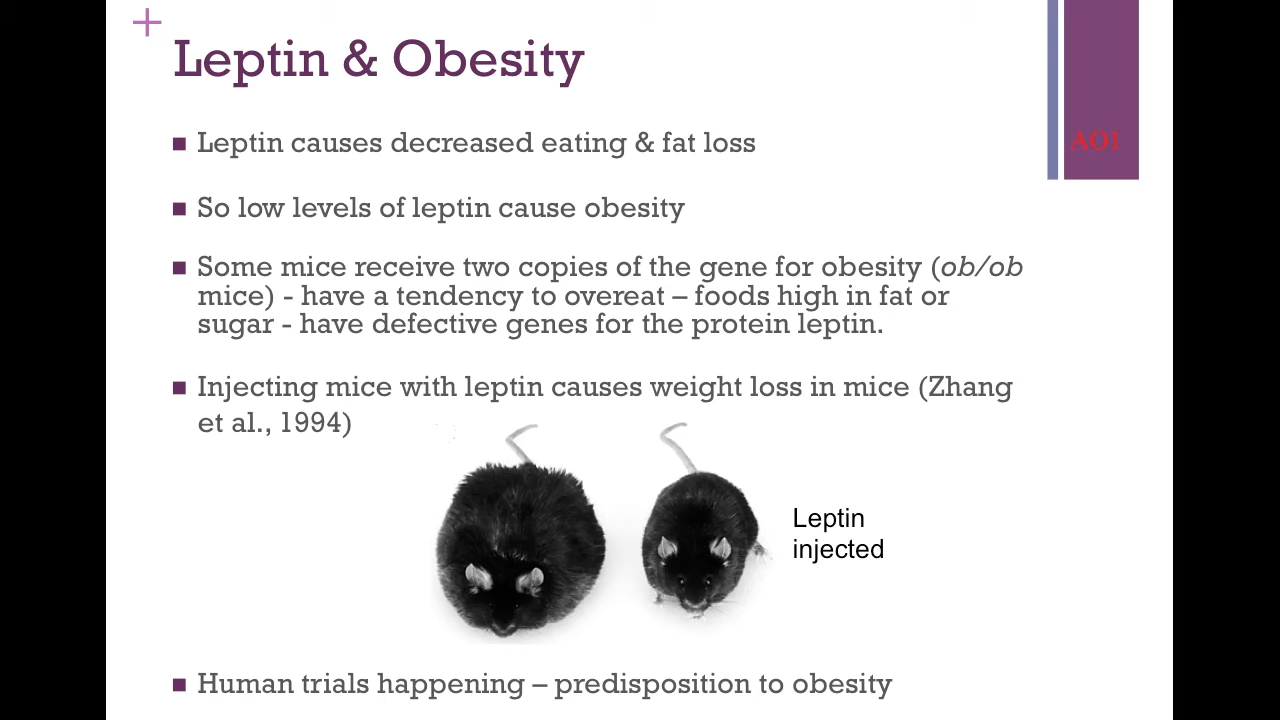 Leptin & Obesity
AO1
■ Leptin causes decreased eating & fat loss
■ So low levels of leptin cause obesity
■ Some mice receive two copies of the gene for obesity (ob/ob
mice) - have a tendency to overeat – foods high in fat or
sugar - have defective genes for the protein leptin.
■ Injecting mice with leptin causes weight loss in mice (Zhang
et al., 1994)
Leptin
injected
■ Human trials happening – predisposition to obesity